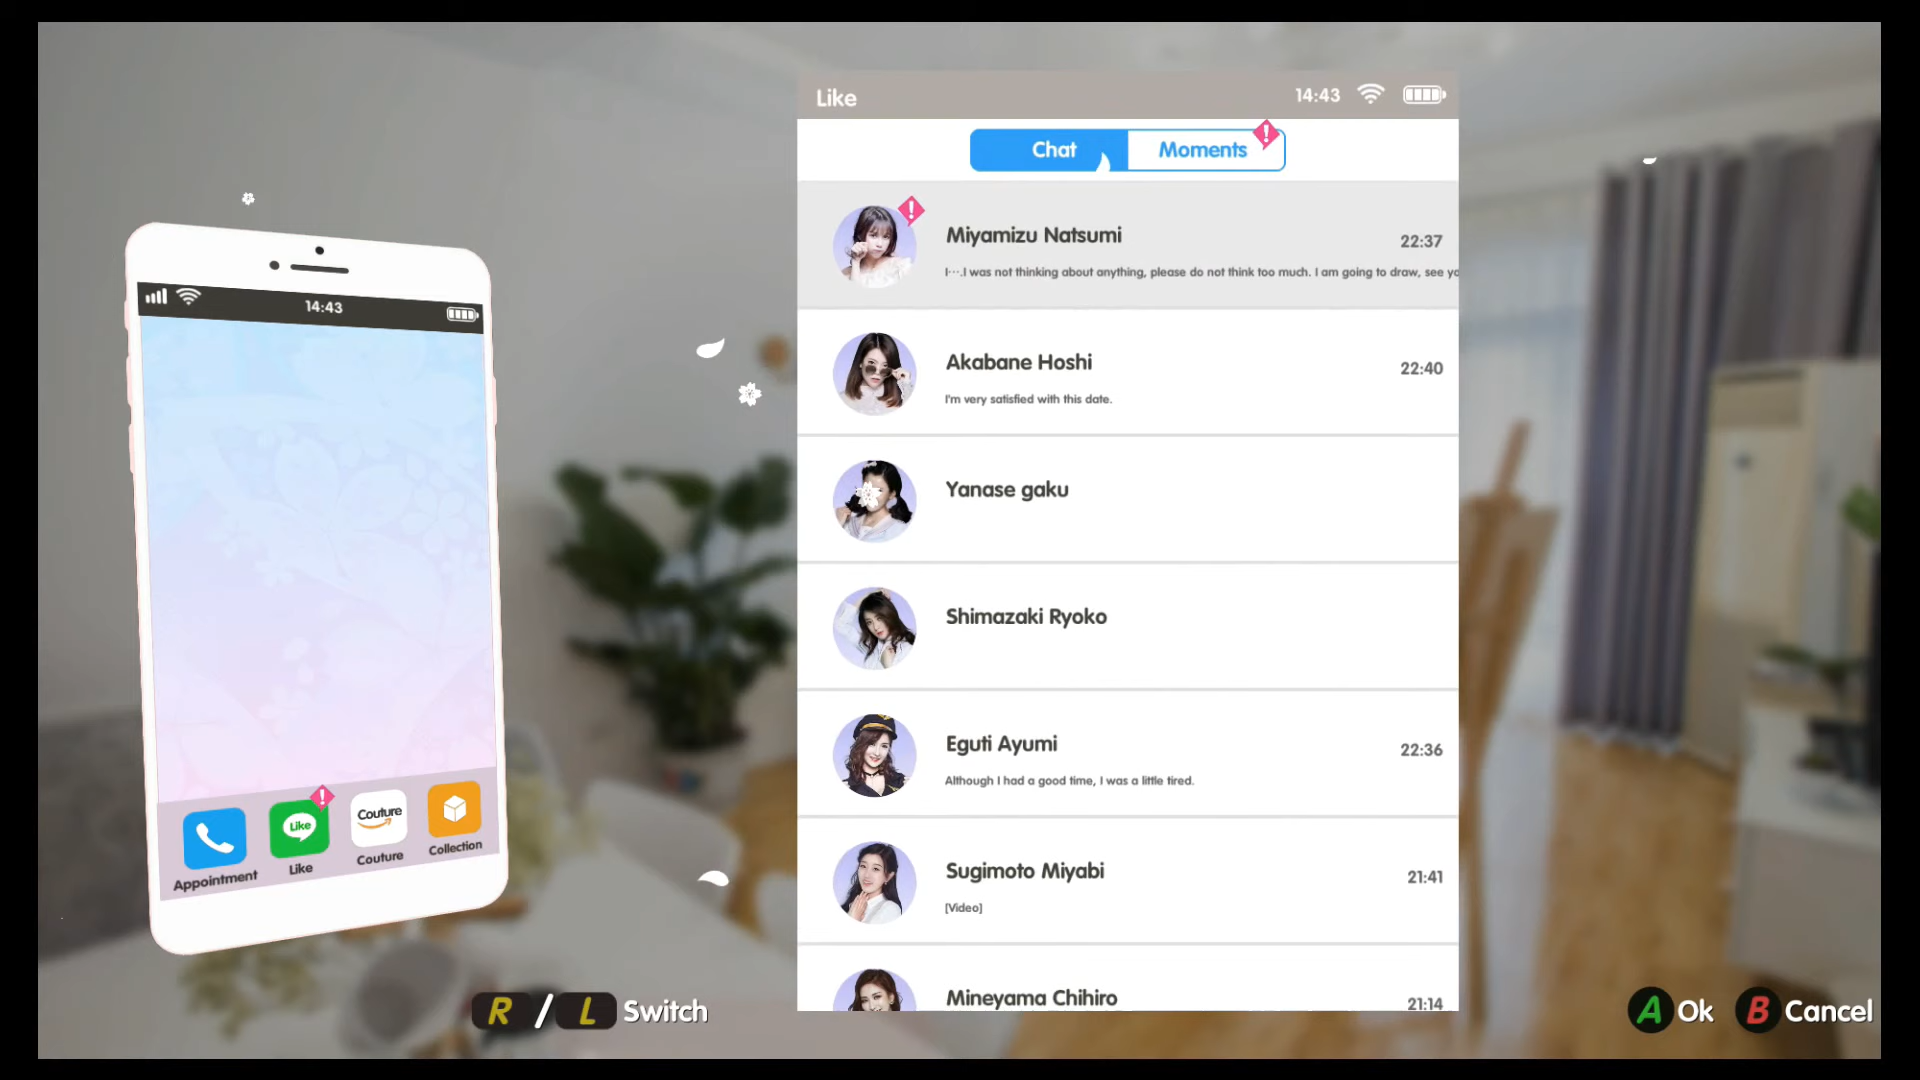 Like
14:43
Chat
Moments
Miyamizu Natsumi
22:37
I···.I was not thinking about anything, please do not think too much. I am going to draw, see yo
Akabane Hoshi
22:40
I'm very satisfied with this date.
Yanase gaku
Shimazaki Ryoko
Eguti Ayumi
22:36
Although I had a good time, I was a little tired.
Sugimoto Miyabi
21:41
[Video]
Mineyama Chihiro
21:14
14:43
Like
Couture
Appointment
Like
Couture
Collection
R / L Switch
A Ok B Cancel